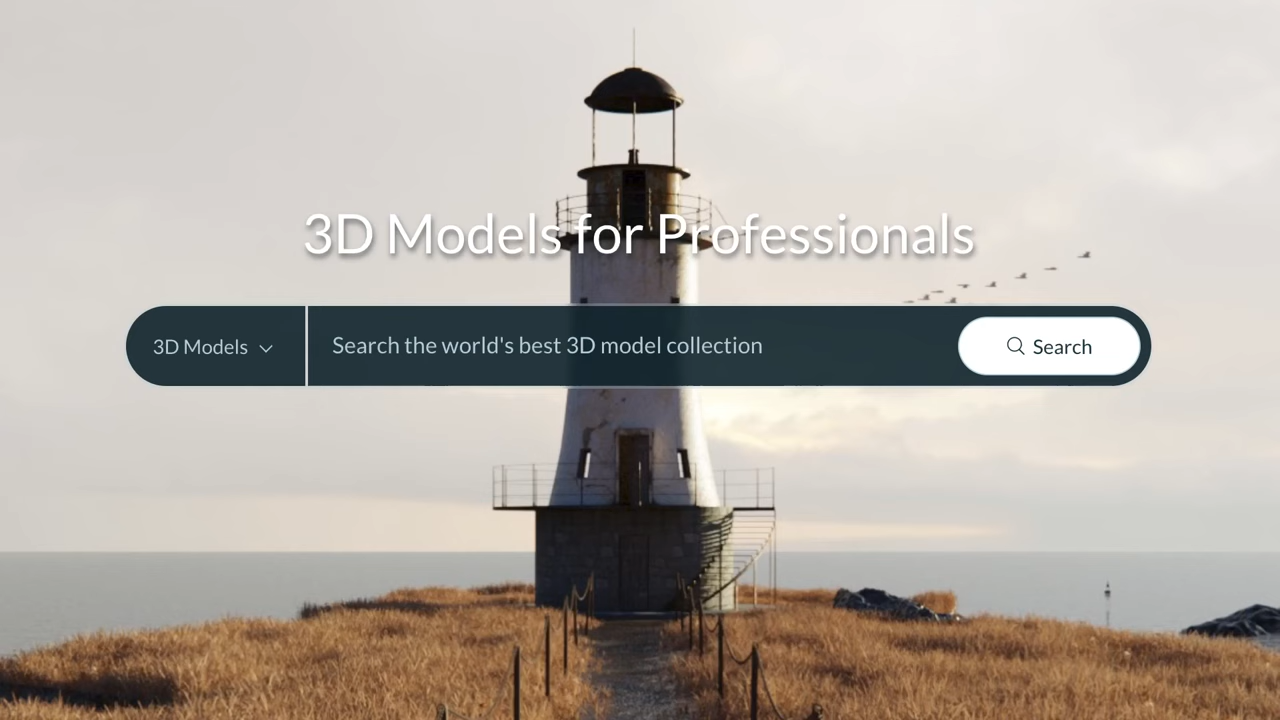 3D Models for Professionals
3D Models
Search the world's best 3D model collection
Search